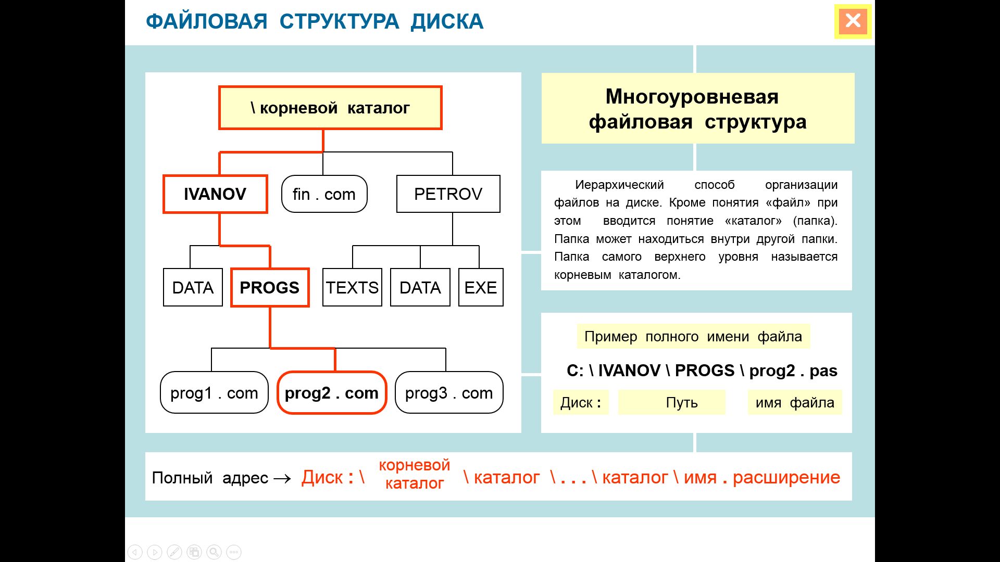 ФАЙЛОВАЯ СТРУКТУРА ДИСКА
\ корневой каталог
IVANOV
fin . com
PETROV
DATA
PROGS
TEXTS
DATA
EXE
prog1 . com
prog2 . com
prog3 . com
Многоуровневая
файловая структура
Иерархический способ организации
файлов на диске. Кроме понятия «файл» при
этом вводится понятие «каталог» (папка).
Папка может находиться внутри другой папки.
Папка самого верхнего уровня называется
корневым каталогом.
Пример полного имени файла
C: \ IVANOV \ PROGS \ prog2 . pas
Диск :
Путь
имя файла
Полный адрес → Диск : \ корневой каталог \ каталог \ . . . \ каталог \ имя . расширение